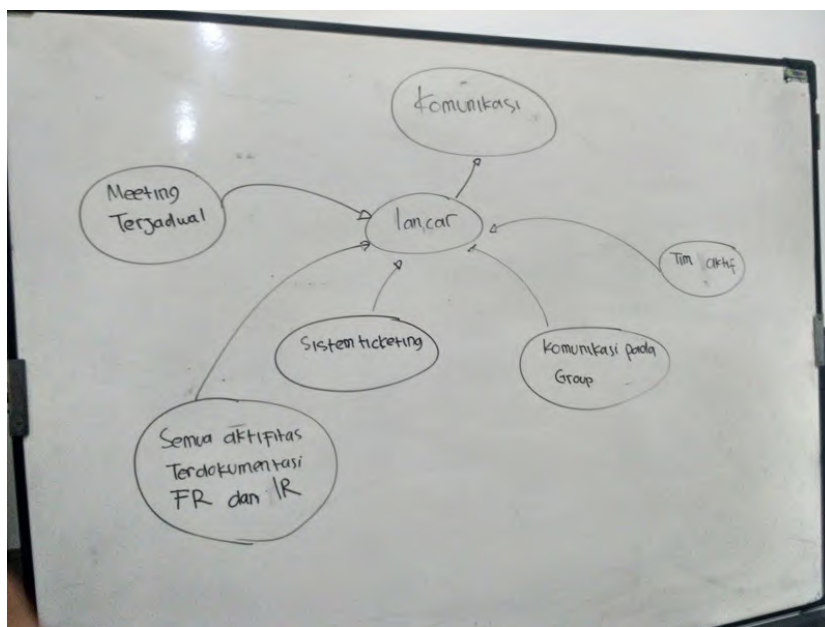 Komunikasi
Meeting
Terjadual
lancar
Tim aktif
Sistem ticketing
Komunikasi pada
Group
Semua aktifitas
Terdokumentasi
FR dan IR